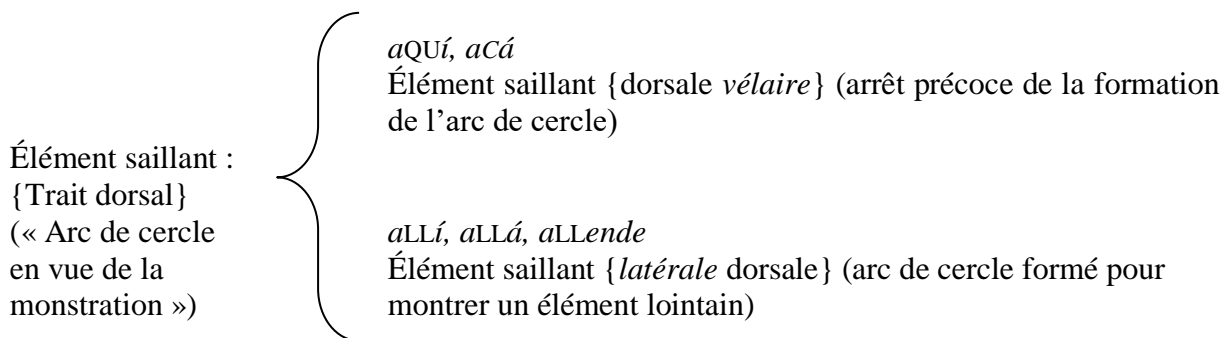 aQUí, aCá
Élément saillant {dorsale vélaire} (arrêt précoce de la formation
de l’arc de cercle)
Élément saillant :
{Trait dorsal}
(« Arc de cercle
en vue de la
monstration »)
aLLí, aLLá, aLLende
Élément saillant {latérale dorsale} (arc de cercle formé pour
montrer un élément lointain)